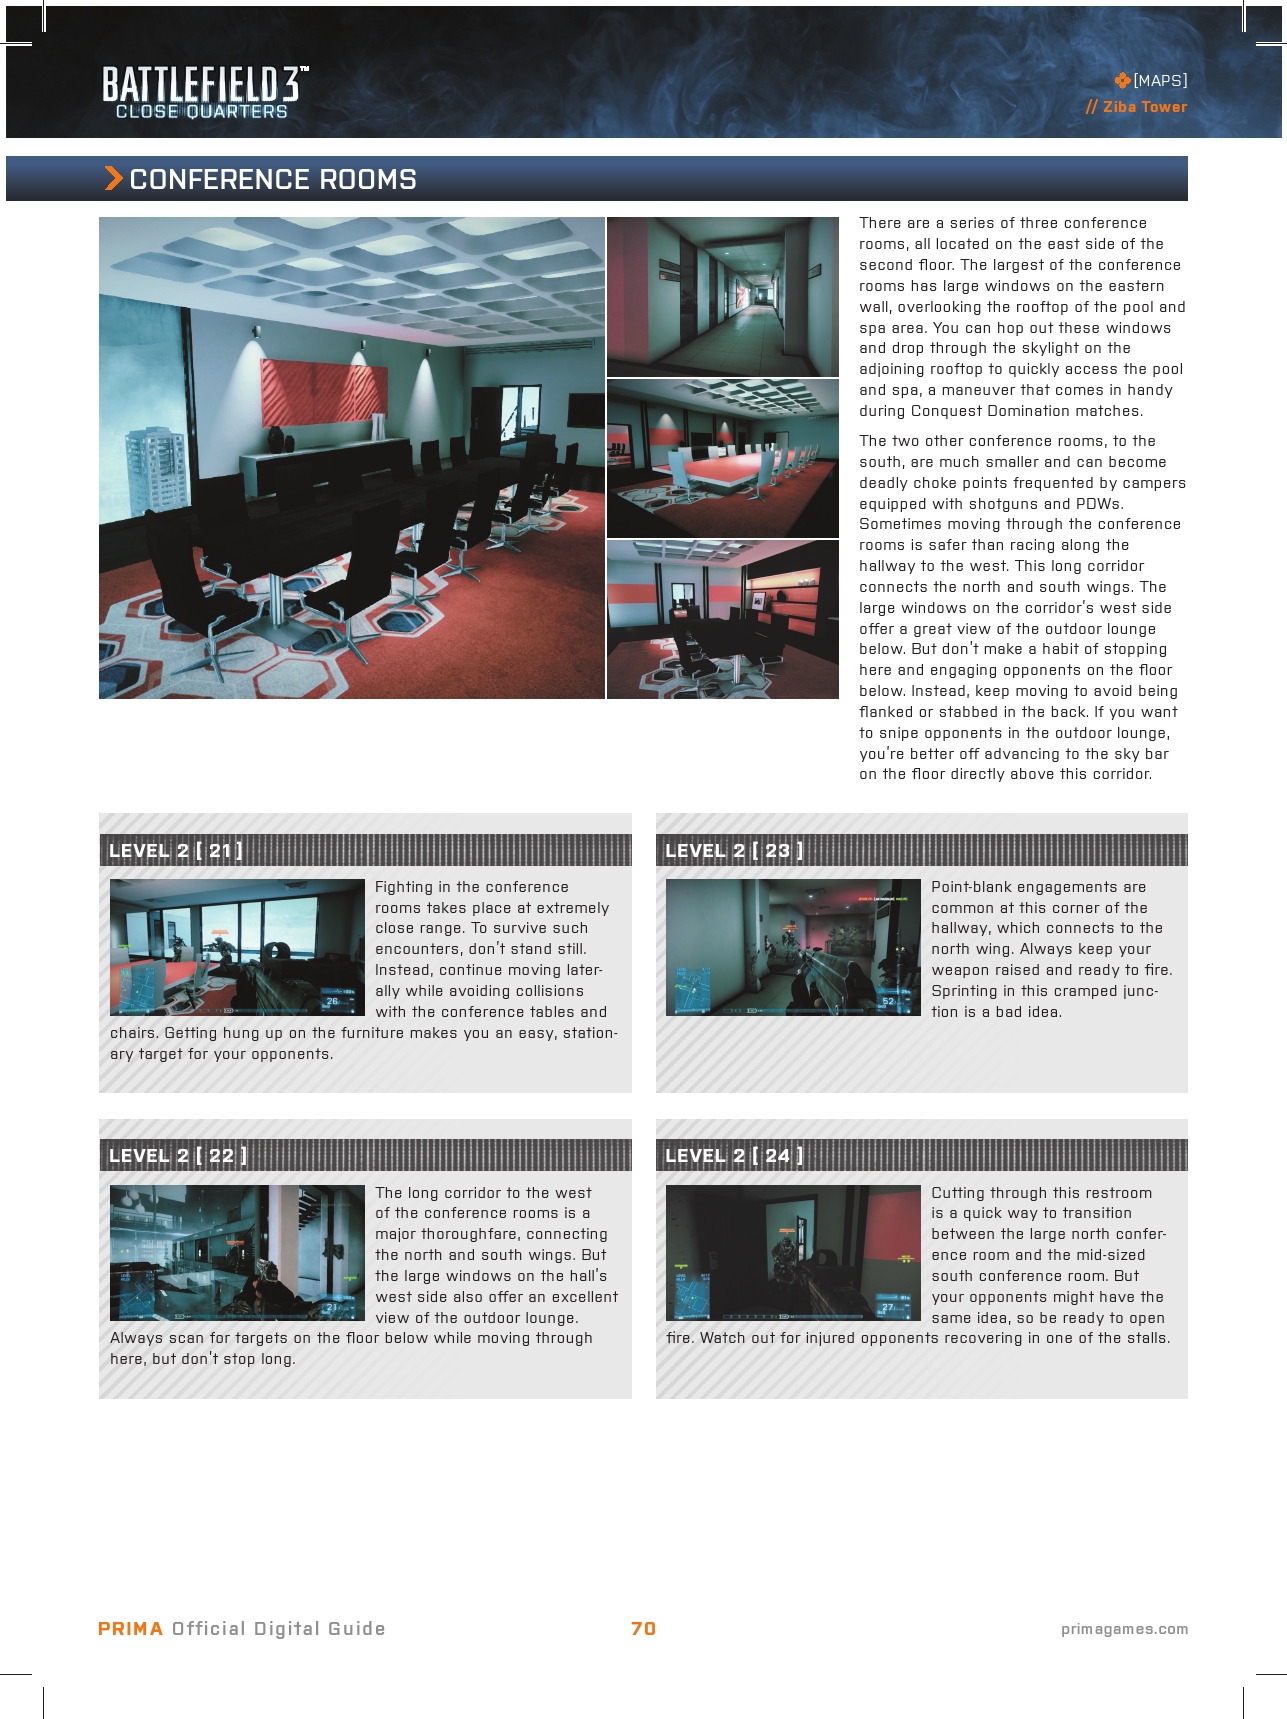 BATTLEFIELD 3™
CLOSE QUARTERS
[MAPS]
// Ziba Tower
CONFERENCE ROOMS
There are a series of three conference
rooms, all located on the east side of the
second floor. The largest of the conference
rooms has large windows on the eastern
wall, overlooking the rooftop of the pool and
spa area. You can hop out these windows
and drop through the skylight on the
adjoining rooftop to quickly access the pool
and spa, a maneuver that comes in handy
during Conquest Domination matches.
The two other conference rooms, to the
south, are much smaller and can become
deadly choke points frequented by campers
equipped with shotguns and PDWs.
Sometimes moving through the conference
rooms is safer than racing along the
hallway to the west. This long corridor
connects the north and south wings. The
large windows on the corridor's west side
offer a great view of the outdoor lounge
below. But don't make a habit of stopping
here and engaging opponents on the floor
below. Instead, keep moving to avoid being
flanked or stabbed in the back. If you want
to snipe opponents in the outdoor lounge,
you're better off advancing to the sky bar
on the floor directly above this corridor.
LEVEL 2 [ 21 ]
Fighting in the conference
rooms takes place at extremely
close range. To survive such
encounters, don't stand still.
Instead, continue moving later-
ally while avoiding collisions
with the conference tables and
chairs. Getting hung up on the furniture makes you an easy, station-
ary target for your opponents.
26
LEVEL 2 [ 23 ]
Point-blank engagements are
common at this corner of the
hallway, which connects to the
north wing. Always keep your
weapon raised and ready to fire.
Sprinting in this cramped junc-
tion is a bad idea.
52
LEVEL 2 [ 22 ]
The long corridor to the west
of the conference rooms is a
major thoroughfare, connecting
the north and south wings. But
the large windows on the hall's
west side also offer an excellent
view of the outdoor lounge.
Always scan for targets on the floor below while moving through
here, but don't stop long.
21
LEVEL 2 [ 24 ]
Cutting through this restroom
is a quick way to transition
between the large north confer-
ence room and the mid-sized
south conference room. But
your opponents might have the
same idea, so be ready to open
fire. Watch out for injured opponents recovering in one of the stalls.
27
PRIMA Official Digital Guide
70
primagames.com